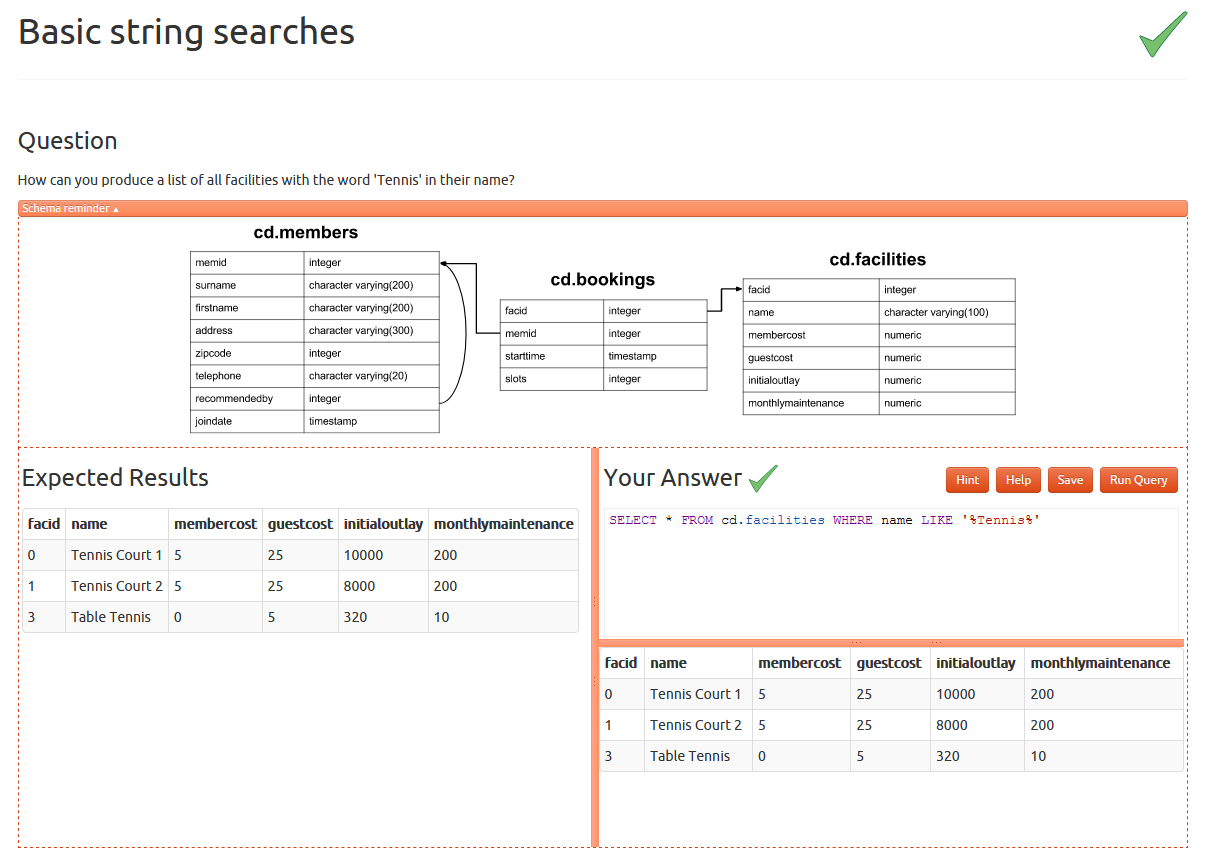 Basic string searches
Question
How can you produce a list of all facilities with the word 'Tennis' in their name?
Schema reminder ▴
cd.members
memid integer
surname character varying(200)
firstname character varying(200)
address character varying(300)
zipcode integer
telephone character varying(20)
recommendedby integer
joindate timestamp
cd.bookings
facid integer
memid integer
starttime timestamp
slots integer
cd.facilities
facid integer
name character varying(100)
membercost numeric
guestcost numeric
initialoutlay numeric
monthlymaintenance numeric
Expected Results
facid name membercost guestcost initialoutlay monthlymaintenance
0 Tennis Court 1 5 25 10000 200
1 Tennis Court 2 5 25 8000 200
3 Table Tennis 0 5 320 10
Your Answer
Hint Help Save Run Query
SELECT * FROM cd.facilities WHERE name LIKE '%Tennis%'
facid name membercost guestcost initialoutlay monthlymaintenance
0 Tennis Court 1 5 25 10000 200
1 Tennis Court 2 5 25 8000 200
3 Table Tennis 0 5 320 10